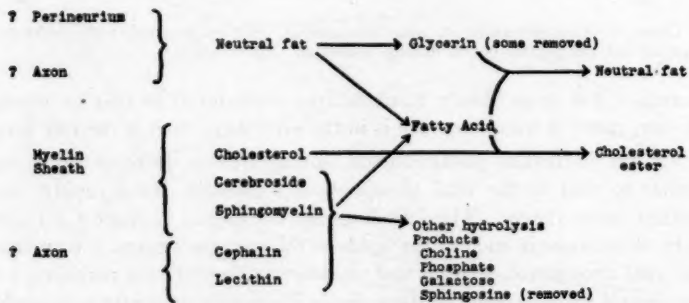 ? Perineurium
Neutral fat
Glycerin (some removed)
? Axon
Neutral fat
Fatty Acid
Myelin Sheath
Cholesterol
Cholesterol ester
Cerebroside
Sphingomyelin
Other hydrolysis
Products
? Axon
Cephalin
Choline
Phosphate
Lecithin
Galactose
Sphingosine (removed)